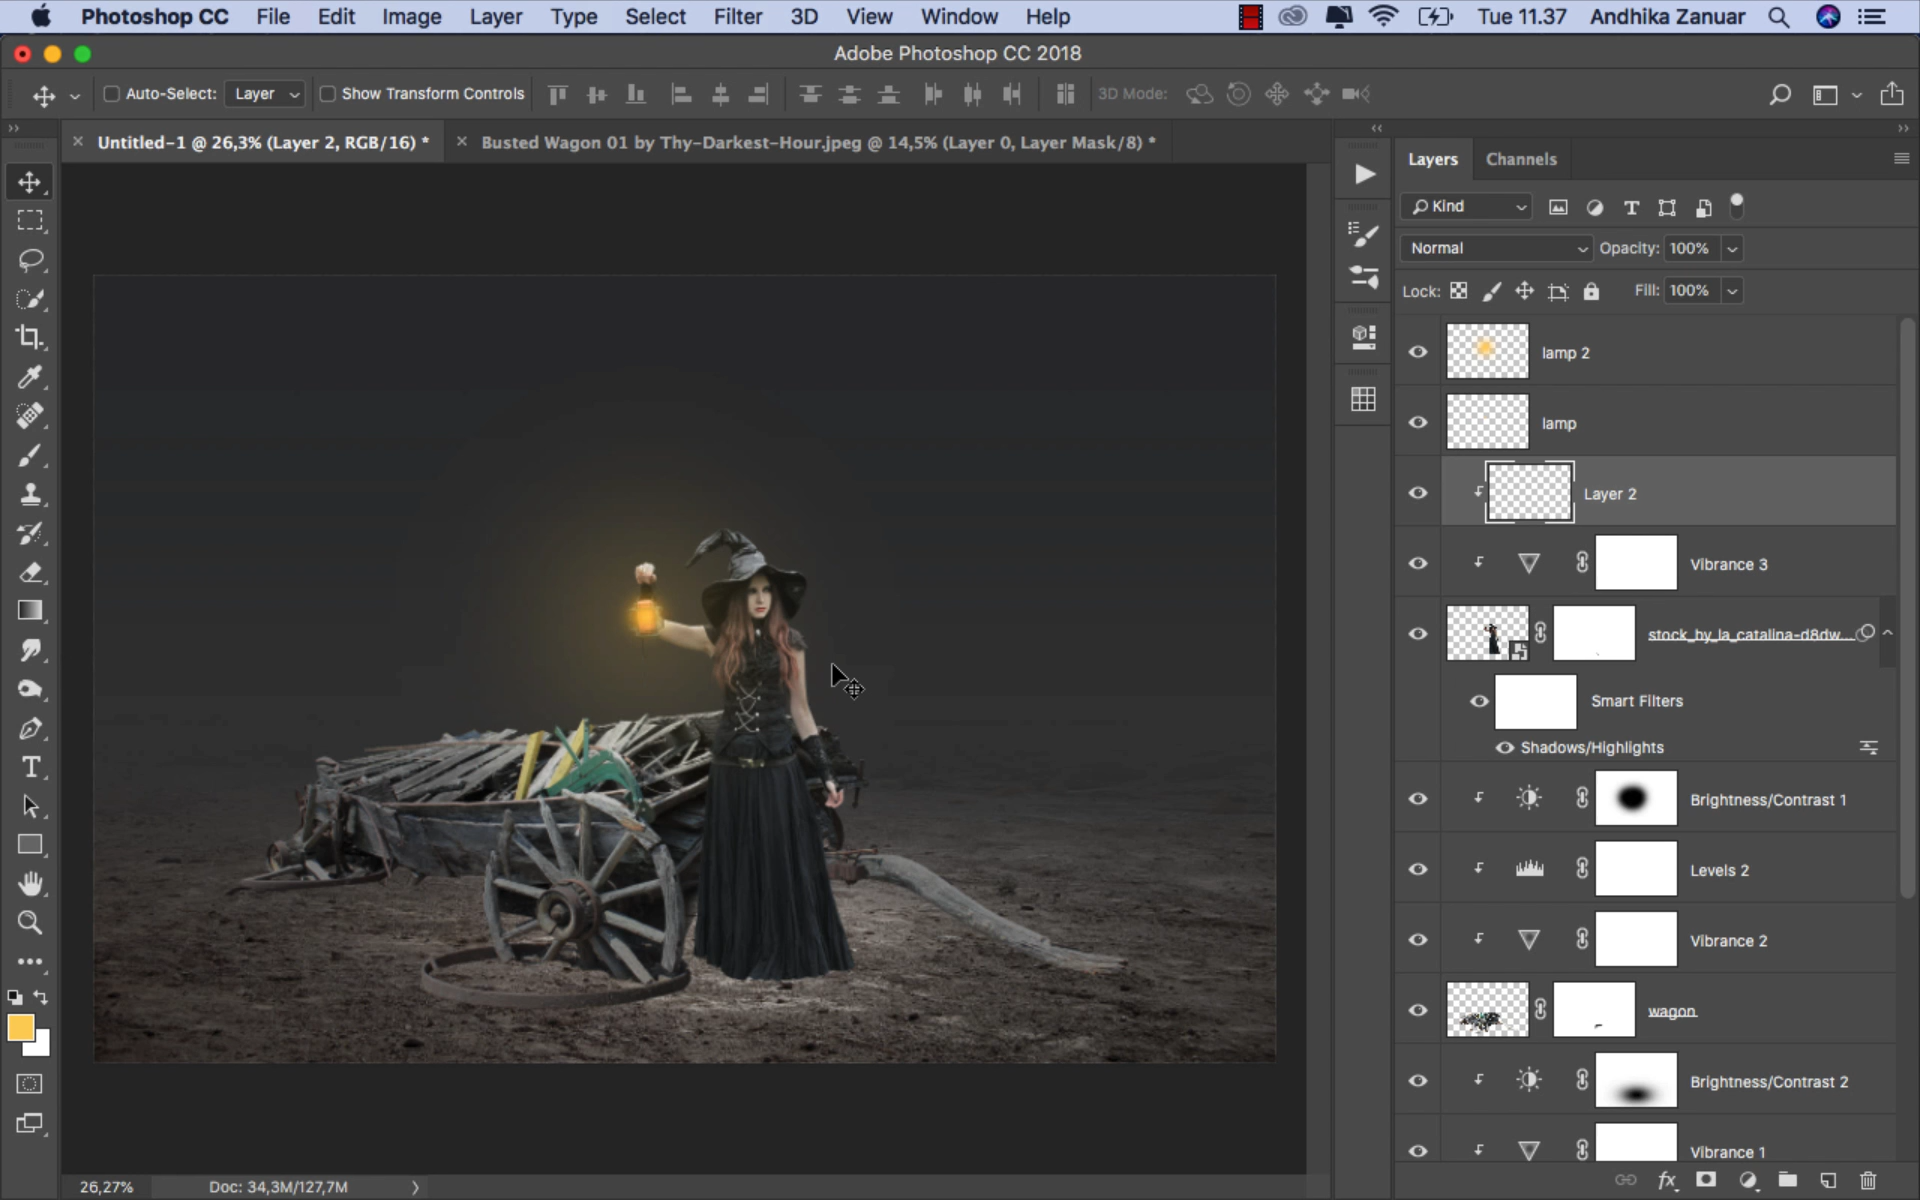 Photoshop CC File Edit Image Layer Type Select Filter 3D View Window Help Tue 11.37 Andhika Zanuar
Adobe Photoshop CC 2018
Auto-Select: Layer Show Transform Controls 3D Mode:
Untitled-1 @ 26,3% (Layer 2, RGB/16) * Busted Wagon 01 by Thy-Darkest-Hour.jpeg @ 14,5% (Layer 0, Layer Mask/8) *
Layers Channels
Kind
Normal Opacity: 100%
Lock: Fill: 100%
lamp 2
lamp
Layer 2
Vibrance 3
stock_by_la_catalina-d8dw...
Smart Filters
Shadows/Highlights
Brightness/Contrast 1
Levels 2
Vibrance 2
wagon
Brightness/Contrast 2
Vibrance 1
26,27% Doc: 34,3M/127,7M